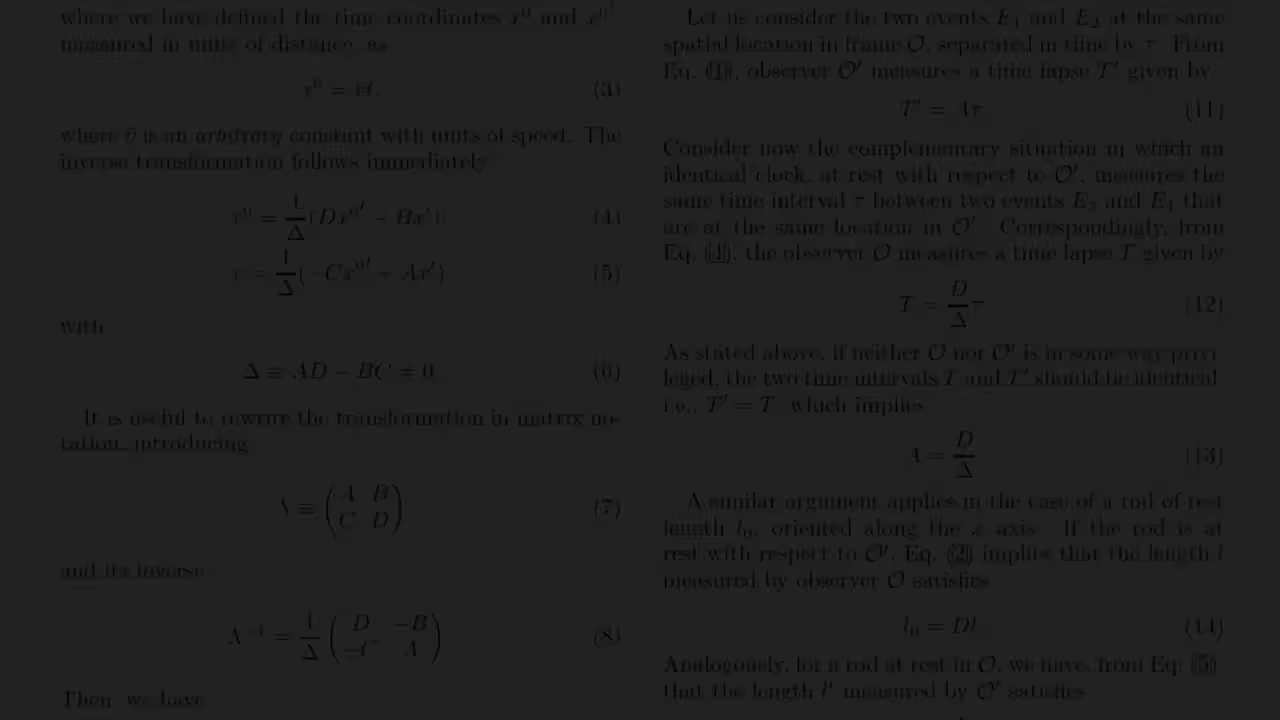 where we have defined the time coordinates x⁰ and x⁰′
measured in units of distance, as
x⁰ = v̄t, (3)
where v̄ is an arbitrary constant with units of speed. The
inverse transformation follows immediately
x⁰ = 1/Δ (Dx⁰′ − Bx′), (4)
x = 1/Δ (−Cx⁰′ + Ax′) (5)
with
Δ ≡ AD − BC ≠ 0. (6)
It is useful to rewrite the transformation in matrix no-
tation, introducing
Λ ≡ (A B
C D) (7)
and its inverse
Λ⁻¹ = 1/Δ (D −B
−C A) (8)
Then, we have
Let us consider the two events E₁ and E₂ at the same
spatial location in frame O, separated in time by τ. From
Eq. (1), observer O′ measures a time lapse T′ given by
T′ = Aτ (11)
Consider now the complementary situation in which an
identical clock, at rest with respect to O′, measures the
same time interval τ between two events E₃ and E₄ that
are at the same location in O′. Correspondingly, from
Eq. (4), the observer O measures a time lapse T given by
T = D/Δ τ (12)
As stated above, if neither O nor O′ is in some way privi-
leged, the two time intervals T and T′ should be identical
i.e., T′ = T, which implies
A = D/Δ (13)
A similar argument applies in the case of a rod of rest
length l₀, oriented along the x axis. If the rod is at
rest with respect to O′, Eq. (2) implies that the length l
measured by observer O satisfies
l₀ = Dl (14)
Analogously, for a rod at rest in O, we have, from Eq. (5)
that the length l′ measured by O′ satisfies